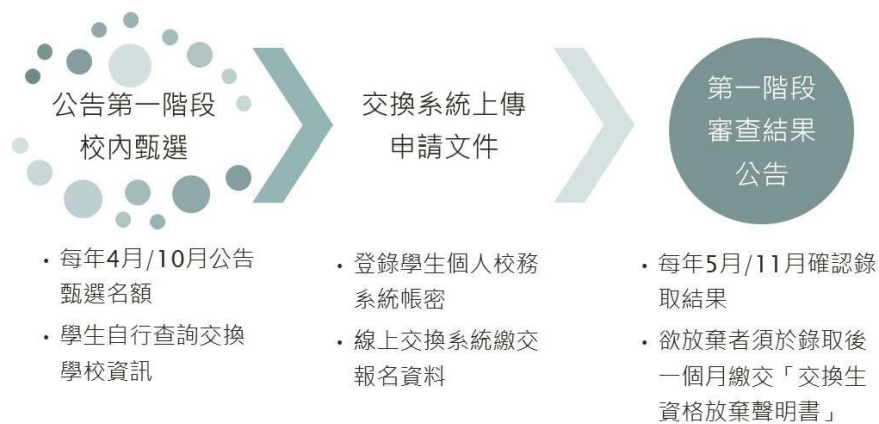 公告第一階段
校內甄選
交換系統上傳
申請文件
第一階段
審查結果
公告
・每年4月/10月公告
甄選名額
・學生自行查詢交換
學校資訊
・登錄學生個人校務
系統帳密
・線上交換系統繳交
報名資料
・每年5月/11月確認錄
取結果
・欲放棄者須於錄取後
一個月繳交「交換生
資格放棄聲明書」